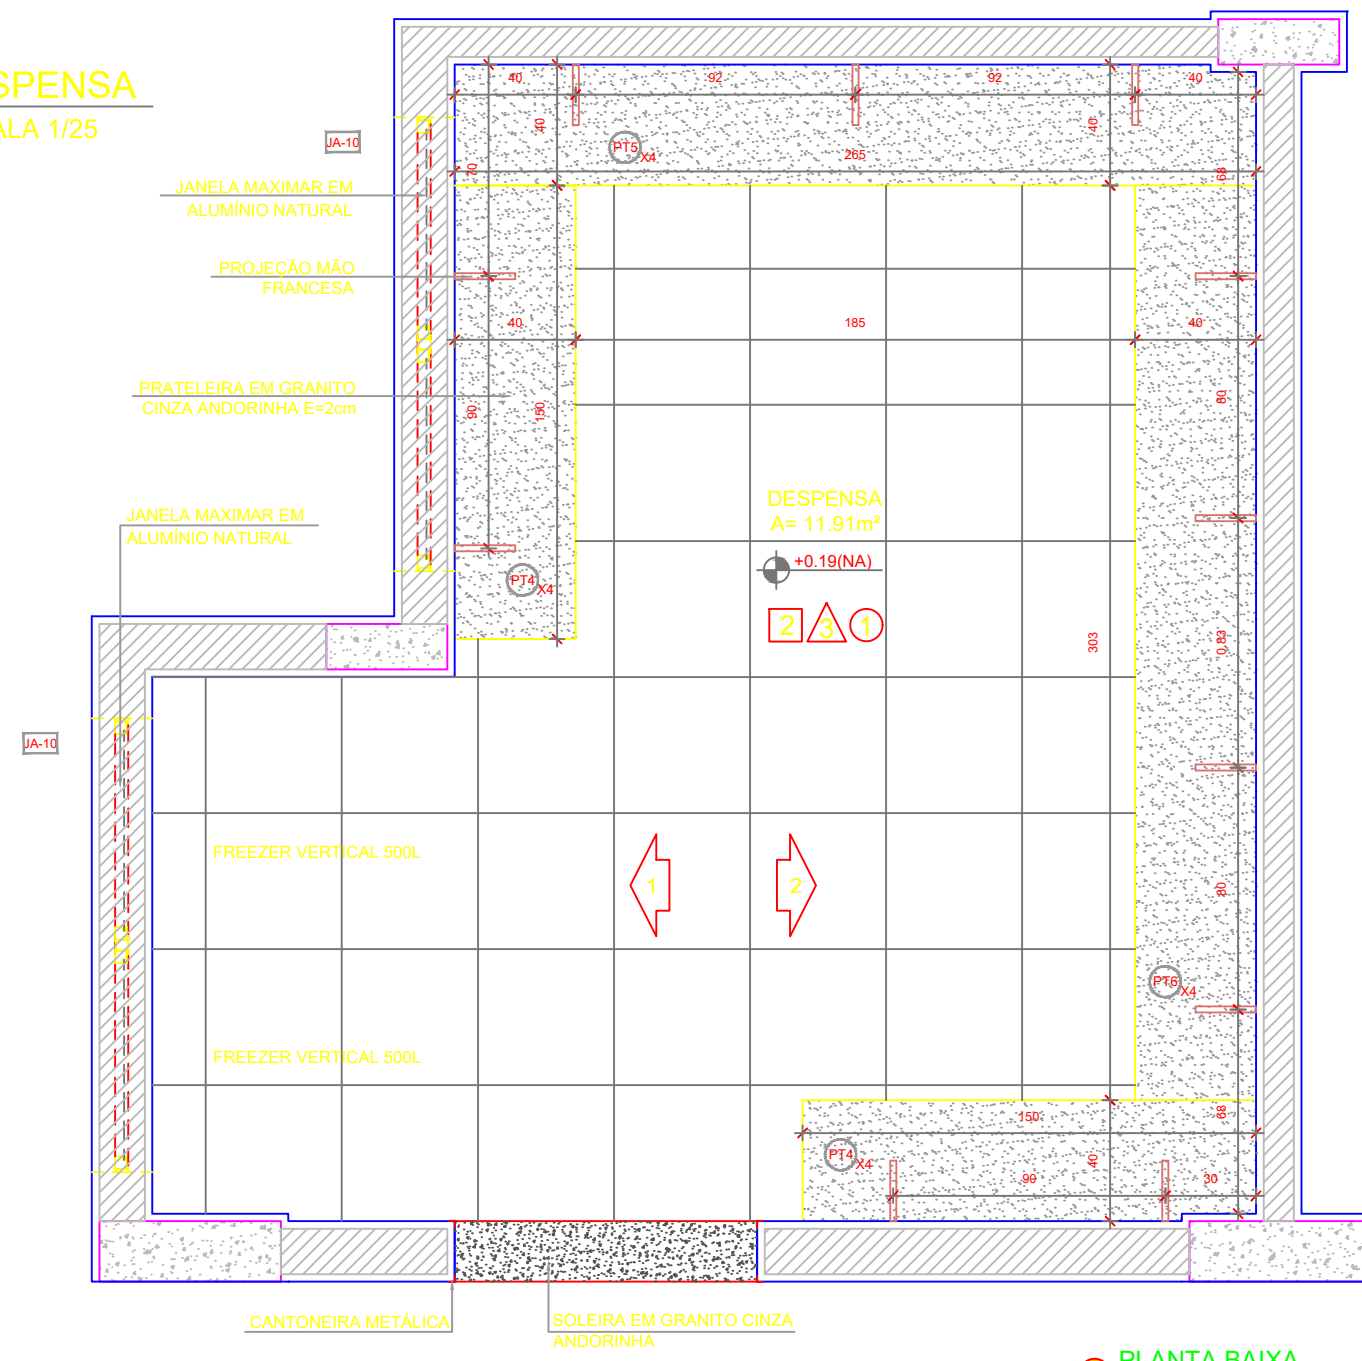 SPENSA
ALA 1/25
JA-10
JANELA MAXIMAR EM
ALUMÍNIO NATURAL
PROJEÇÃO MÃO
FRANCESA
PRATELEIRA EM GRANITO
CINZA ANDORINHA E=2cm
JANELA MAXIMAR EM
ALUMÍNIO NATURAL
JA-10
40
92
92
40
40
40
PT5
X4
265
70
68
40
185
40
90
150
80
DESPENSA
A= 11.91m²
+0.19(NA)
2
3
1
PT4
X4
303
0,83
FREEZER VERTICAL 500L
1
2
80
PT6
X4
FREEZER VERTICAL 500L
150
68
PT4
X4
40
90
30
CANTONEIRA METÁLICA
SOLEIRA EM GRANITO CINZA
ANDORINHA
PLANTA BAIXA